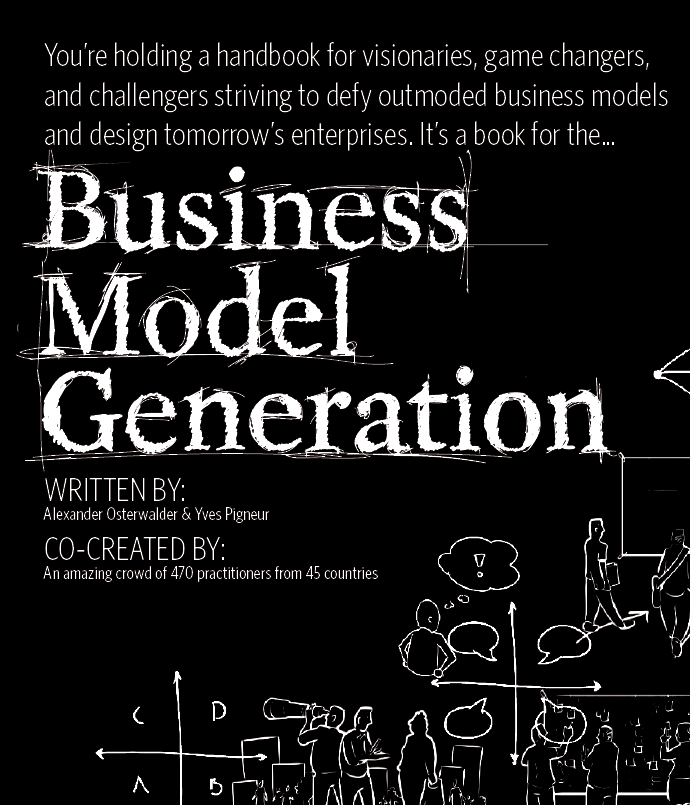 You're holding a handbook for visionaries, game changers,
and challengers striving to defy outmoded business models
and design tomorrow's enterprises. It's a book for the...
Business
Model
Generation
WRITTEN BY:
Alexander Osterwalder & Yves Pigneur
CO-CREATED BY:
An amazing crowd of 470 practitioners from 45 countries
!
C D
A B